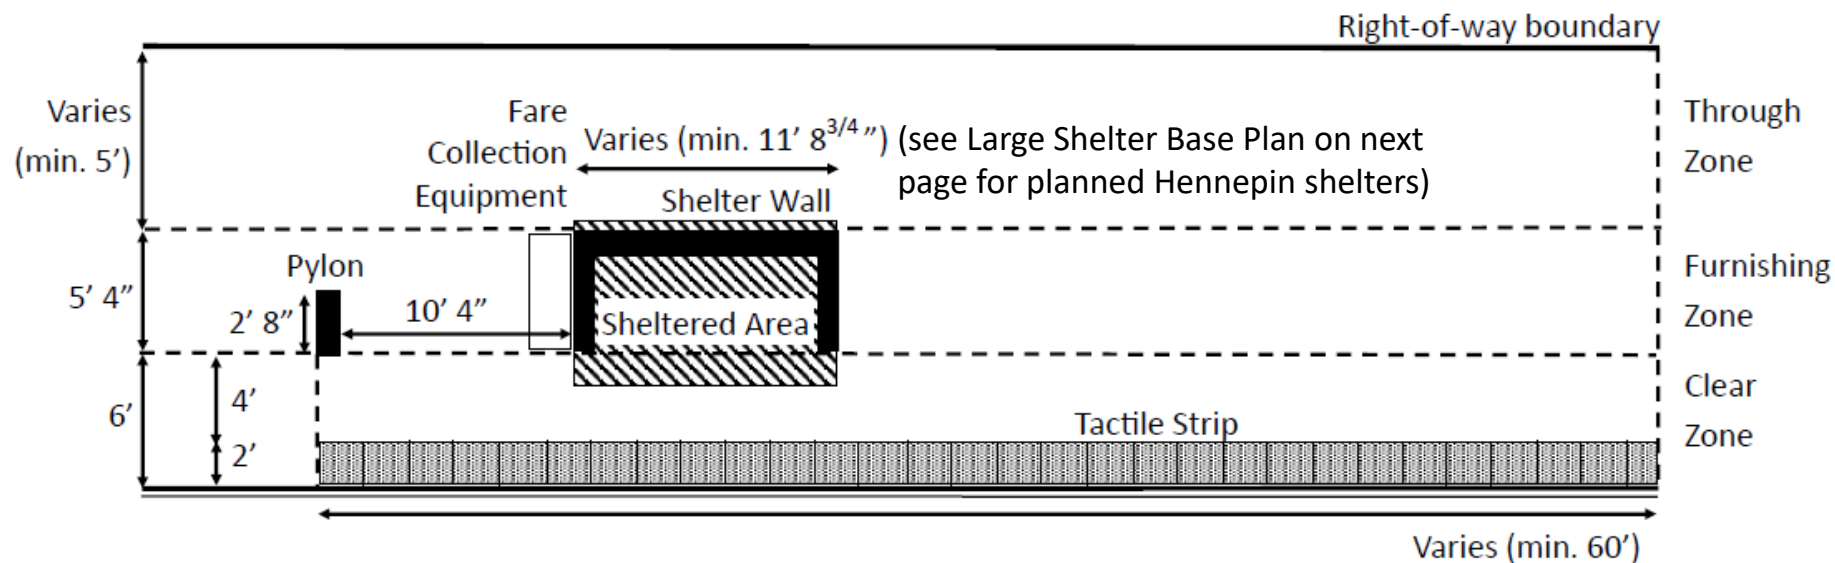 Right-of-way boundary
Varies
(min. 5’)
Fare
Collection
Equipment
Varies (min. 11’ 8 3/4 ”) (see Large Shelter Base Plan on next
page for planned Hennepin shelters)
Through
Zone
Shelter Wall
Pylon
5’ 4”
2’ 8”
10’ 4”
Sheltered Area
Furnishing
Zone
6’
4’
2’
Tactile Strip
Clear
Zone
Varies (min. 60’)